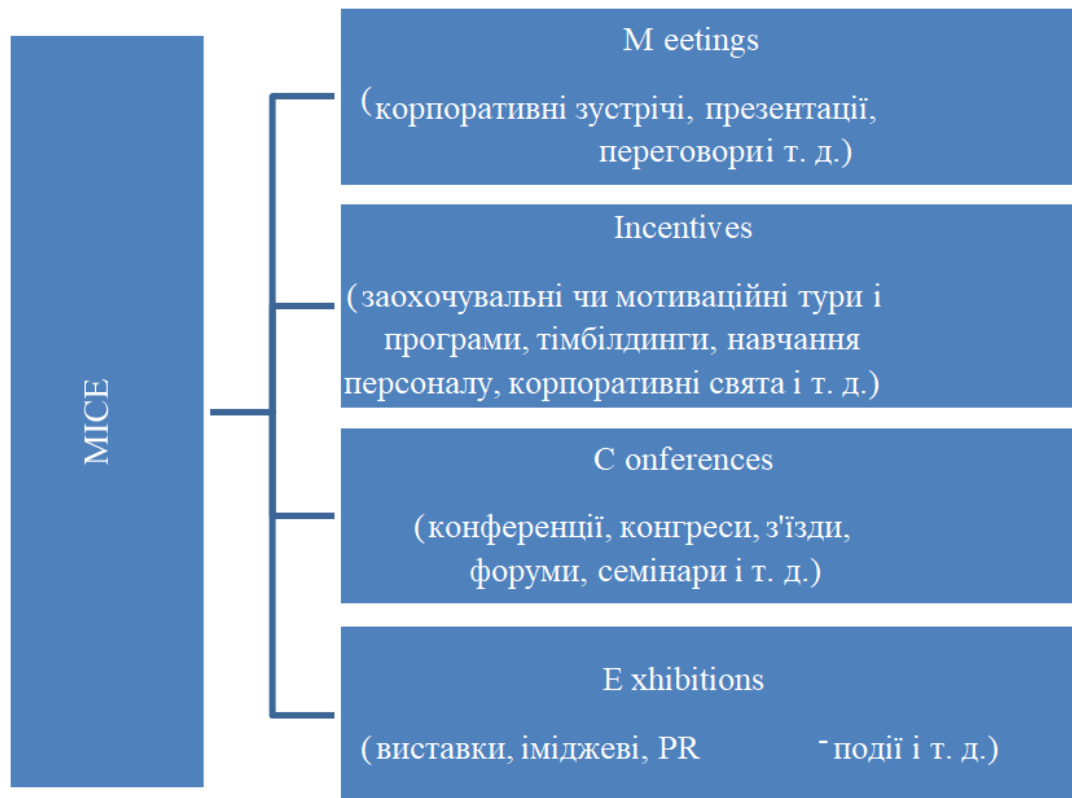 MICE
M eetings
(корпоративні зустрічі, презентації,
переговориі т. д.)
Incentives
(заохочувальні чи мотиваційні тури і
програми, тімбілдинги, навчання
персоналу, корпоративні свята і т. д.)
C onferences
(конференції, конгреси, з'їзди,
форуми, семінари і т. д.)
E xhibitions
(виставки, іміджеві, PR -події і т. д.)